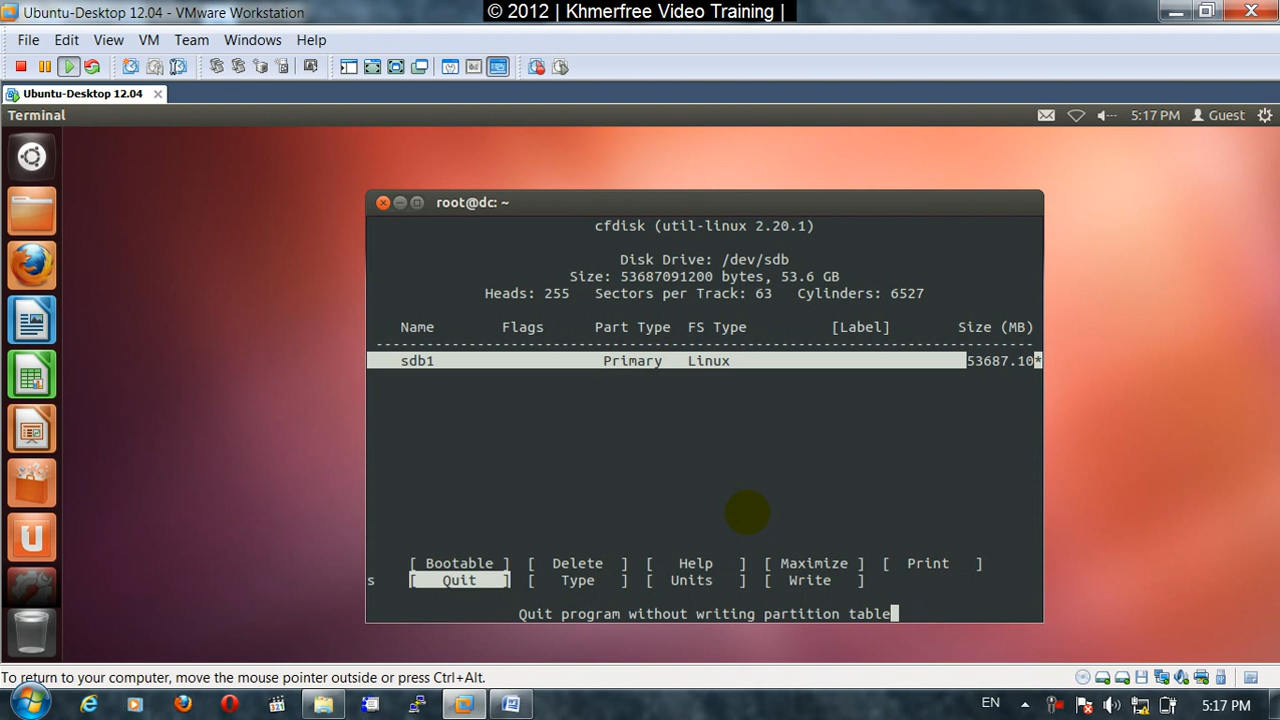 Ubuntu-Desktop 12.04 - VMware Workstation
© 2012 | Khmerfree Video Training |
File Edit View VM Team Windows Help
Ubuntu-Desktop 12.04
Terminal
5:17 PM Guest
root@dc: ~
cfdisk (util-linux 2.20.1)
Disk Drive: /dev/sdb
Size: 53687091200 bytes, 53.6 GB
Heads: 255 Sectors per Track: 63 Cylinders: 6527
Name Flags Part Type FS Type [Label] Size (MB)
------------------------------------------------------------------------------
sdb1 Primary Linux 53687.10*
[ Bootable ] [ Delete ] [ Help ] [ Maximize ] [ Print ]
s [ Quit ] [ Type ] [ Units ] [ Write ]
Quit program without writing partition table
To return to your computer, move the mouse pointer outside or press Ctrl+Alt.
EN 5:17 PM